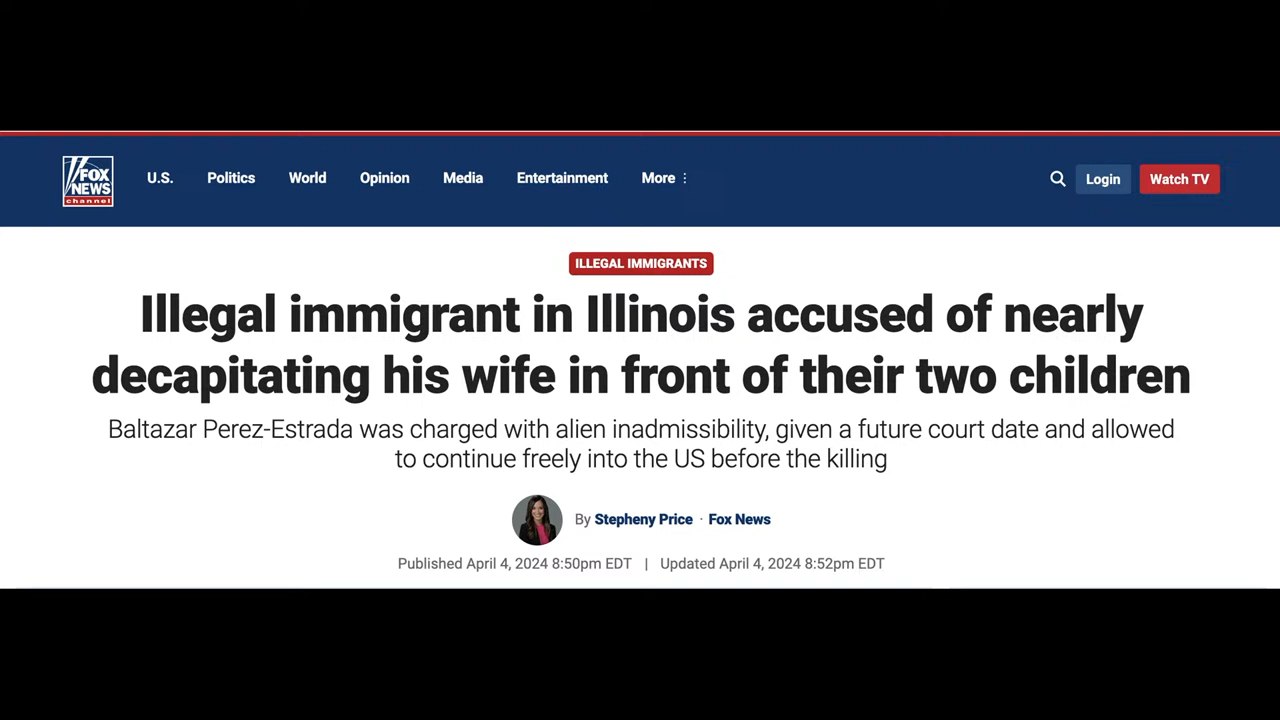 FOX NEWS channel
U.S. Politics World Opinion Media Entertainment More Login Watch TV
ILLEGAL IMMIGRANTS
Illegal immigrant in Illinois accused of nearly
decapitating his wife in front of their two children
Baltazar Perez-Estrada was charged with alien inadmissibility, given a future court date and allowed
to continue freely into the US before the killing
By Stepheny Price · Fox News
Published April 4, 2024 8:50pm EDT | Updated April 4, 2024 8:52pm EDT